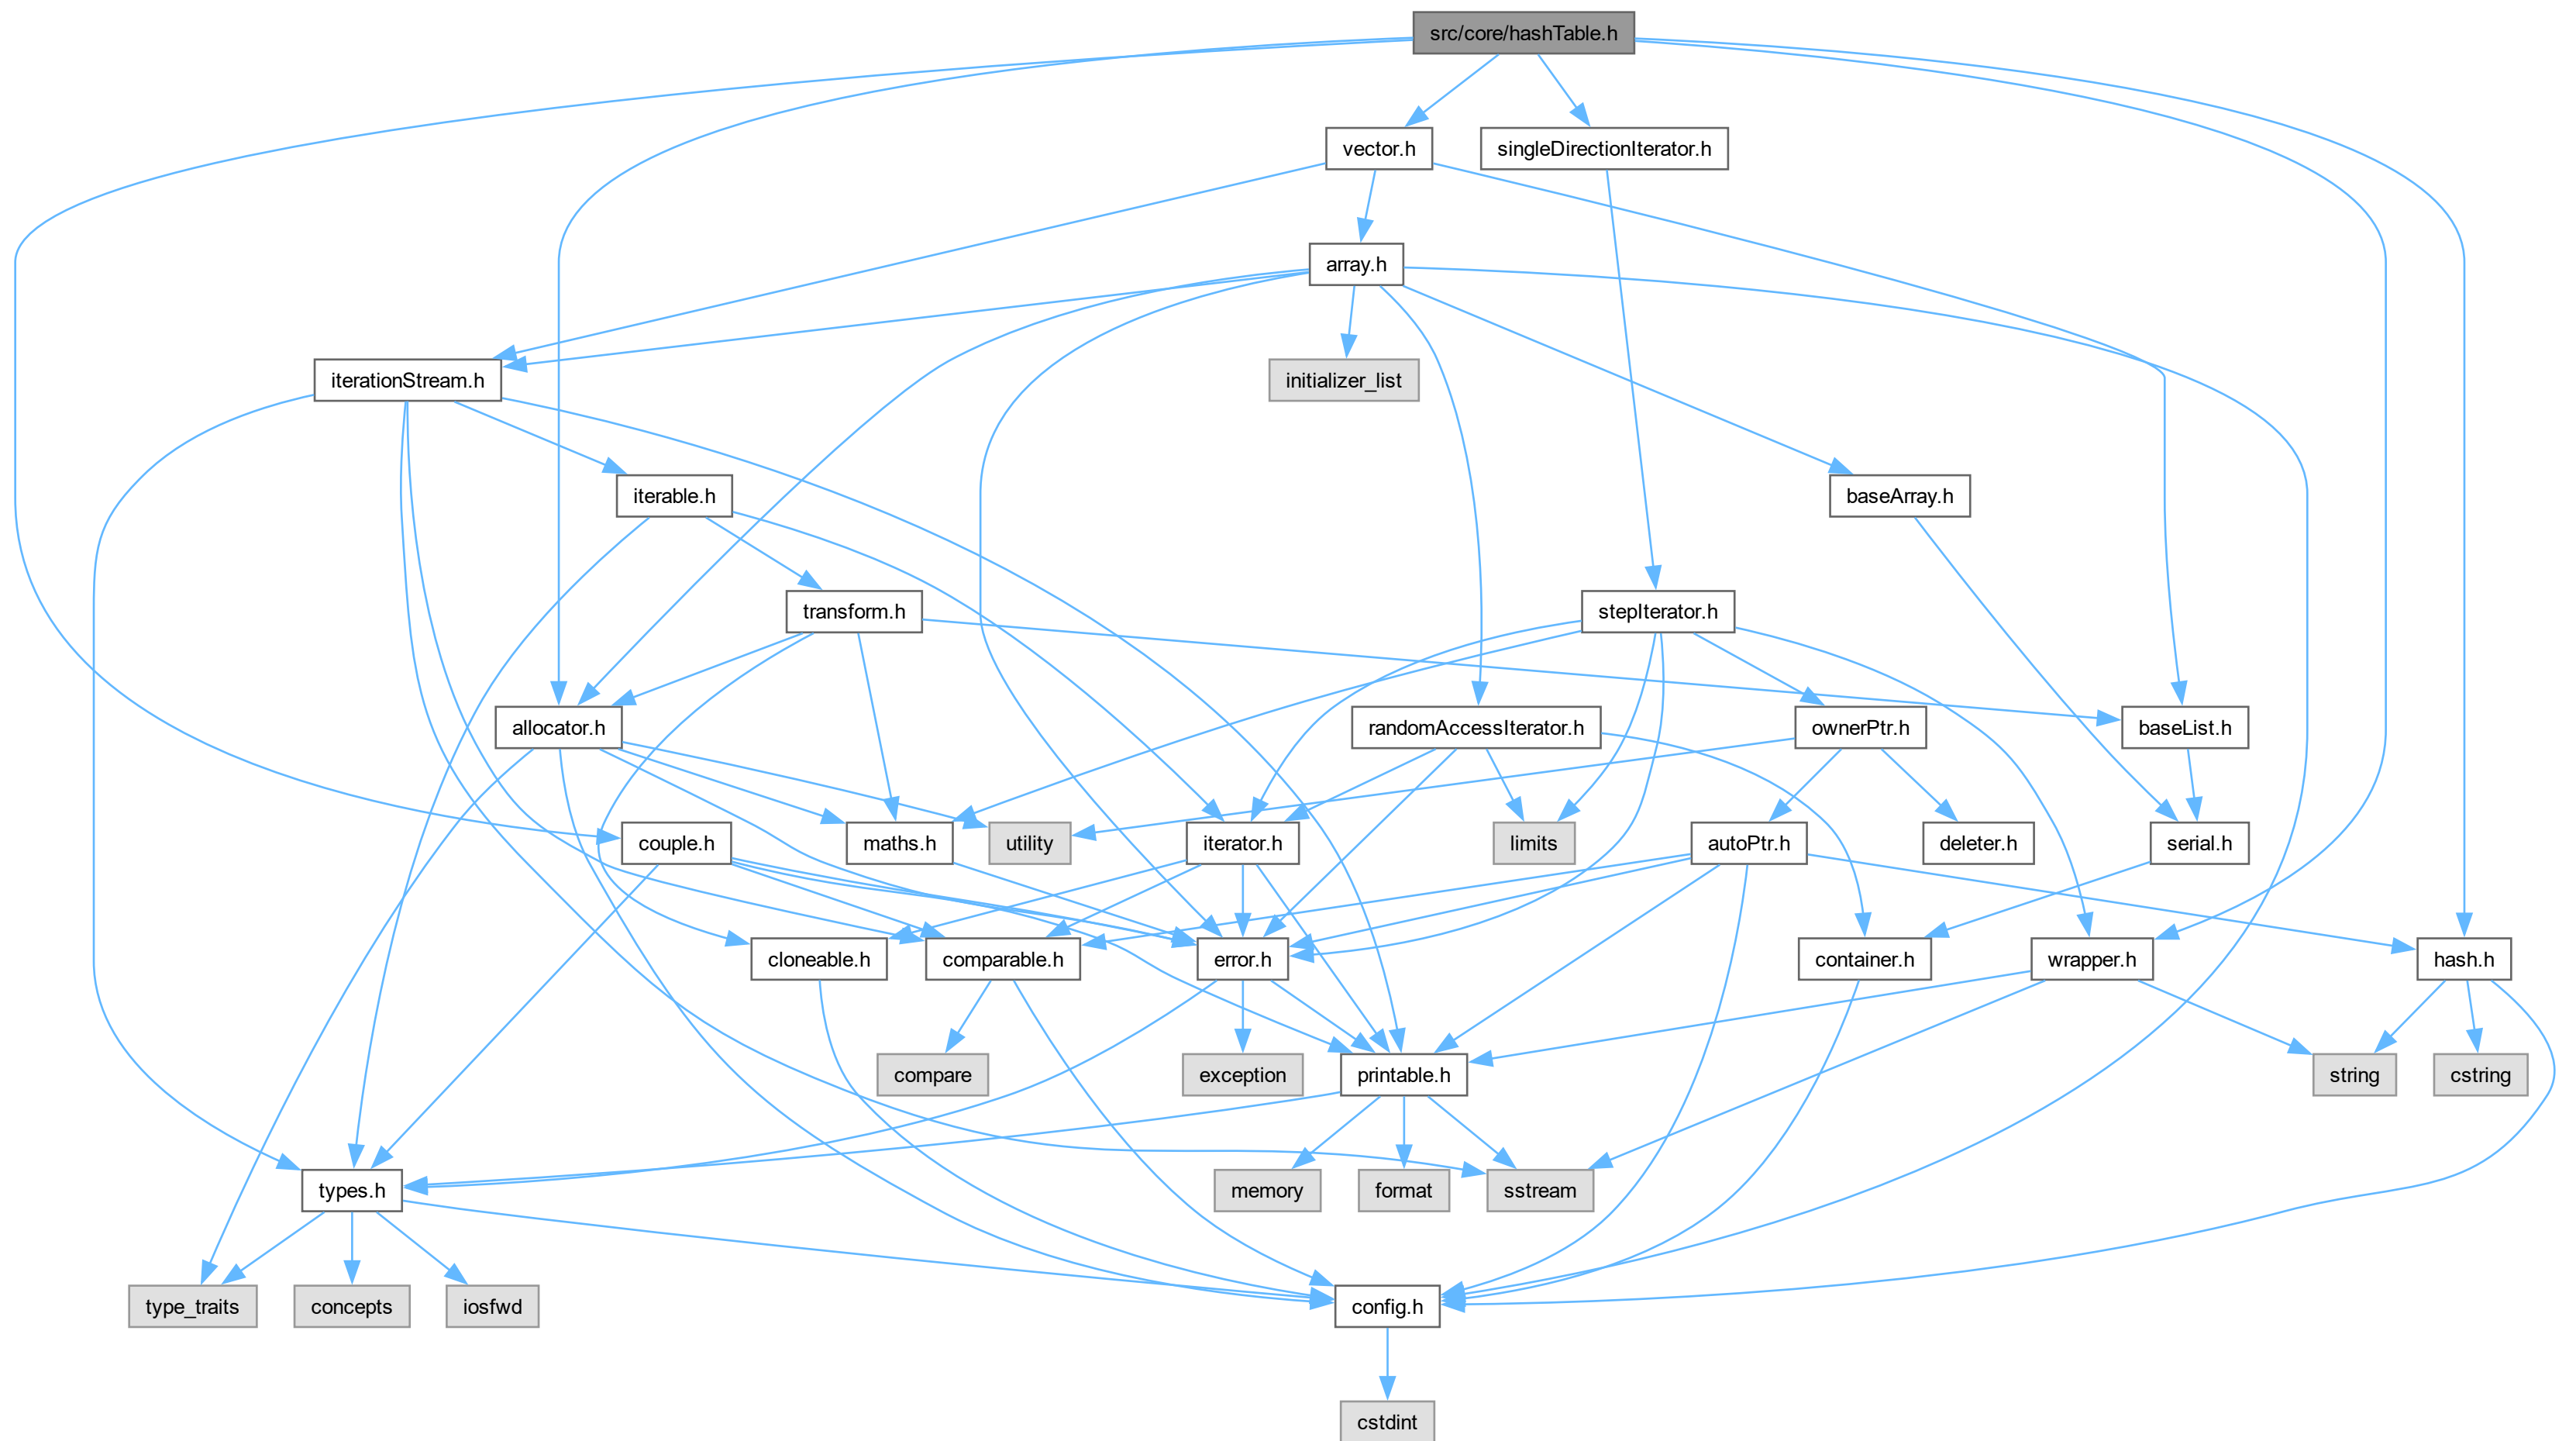 src/core/hashTable.h
vector.h
singleDirectionIterator.h
array.h
iterationStream.h
initializer_list
iterable.h
baseArray.h
transform.h
stepIterator.h
allocator.h
randomAccessIterator.h
ownerPtr.h
baseList.h
couple.h
maths.h
utility
iterator.h
limits
autoPtr.h
deleter.h
serial.h
cloneable.h
comparable.h
error.h
container.h
wrapper.h
hash.h
compare
exception
printable.h
string
cstring
types.h
memory
format
sstream
type_traits
concepts
iosfwd
config.h
cstdint